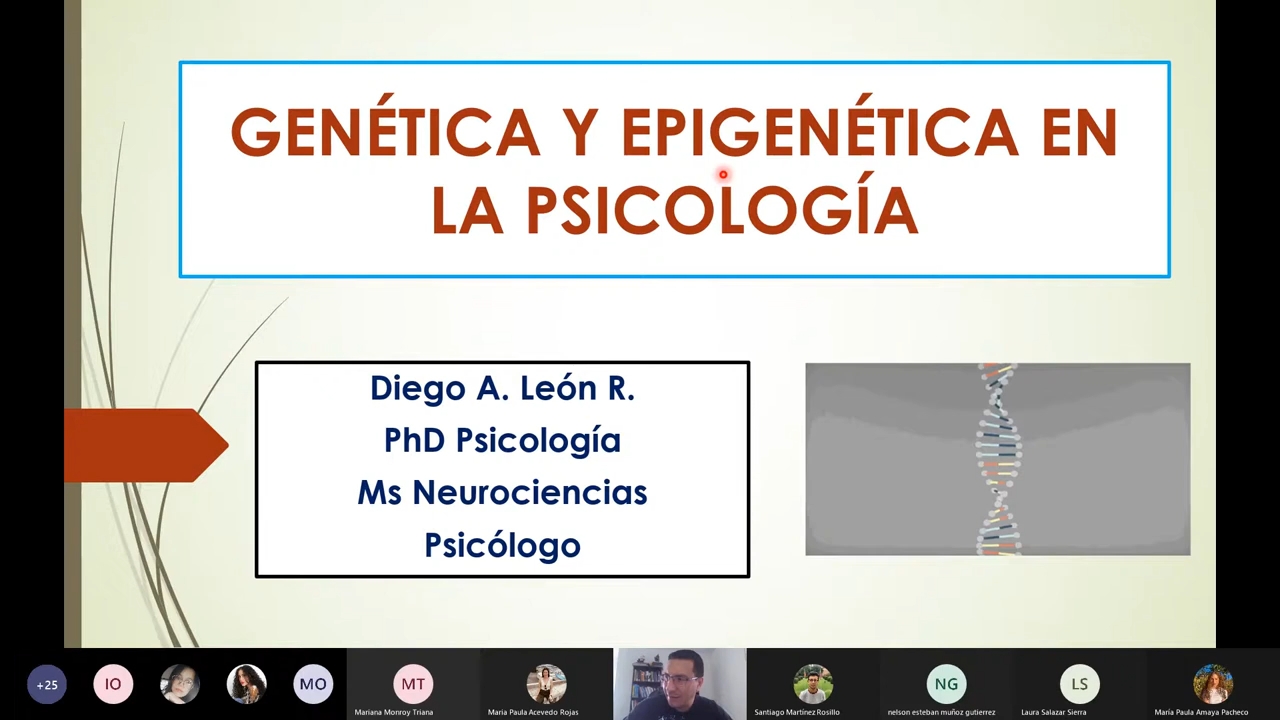 GENÉTICA Y EPIGENÉTICA EN
LA PSICOLOGÍA
Diego A. León R.
PhD Psicología
Ms Neurociencias
Psicólogo
+25
IO
MO
MT
NG
LS
Mariana Monroy Triana
Maria Paula Acevedo Rojas
Santiago Martínez Rosillo
nelson esteban muñoz gutierrez
Laura Salazar Sierra
María Paula Amaya Pacheco